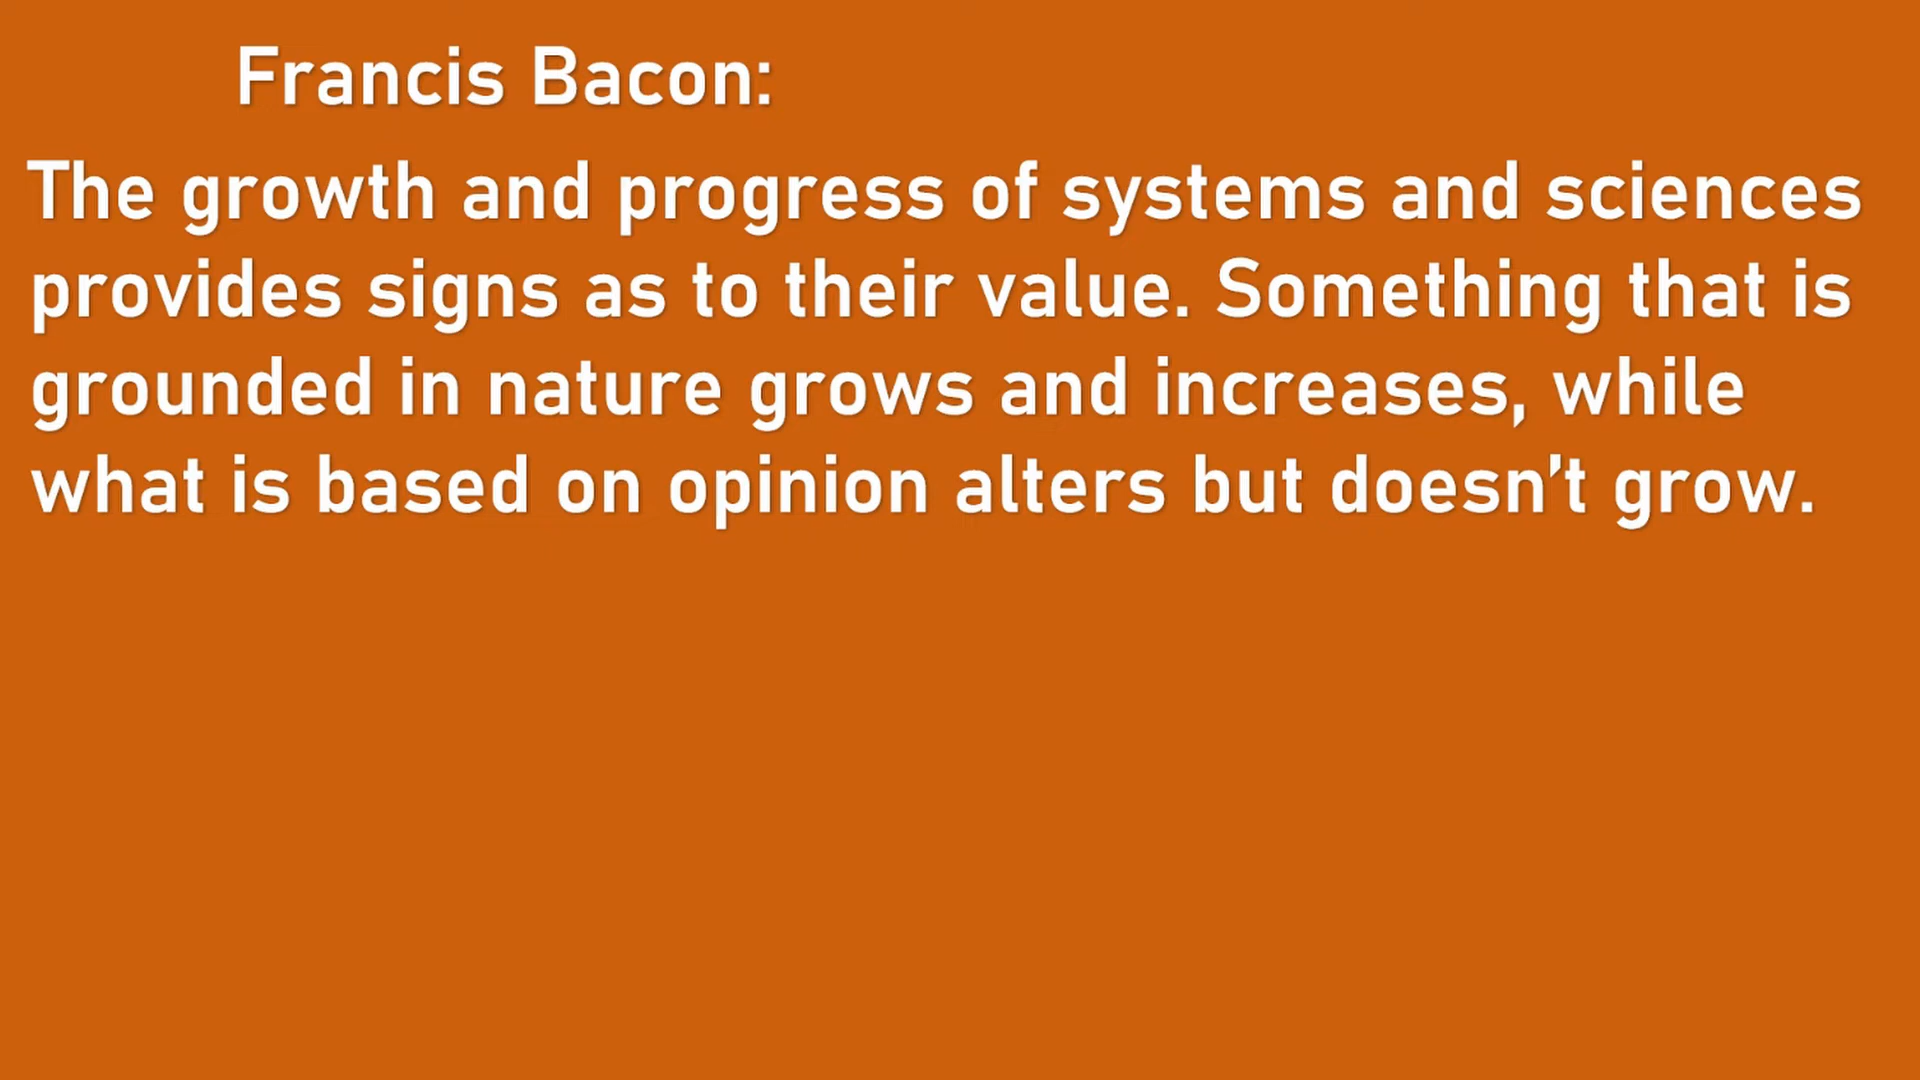 Francis Bacon:
The growth and progress of systems and sciences
provides signs as to their value. Something that is
grounded in nature grows and increases, while
what is based on opinion alters but doesn’t grow.